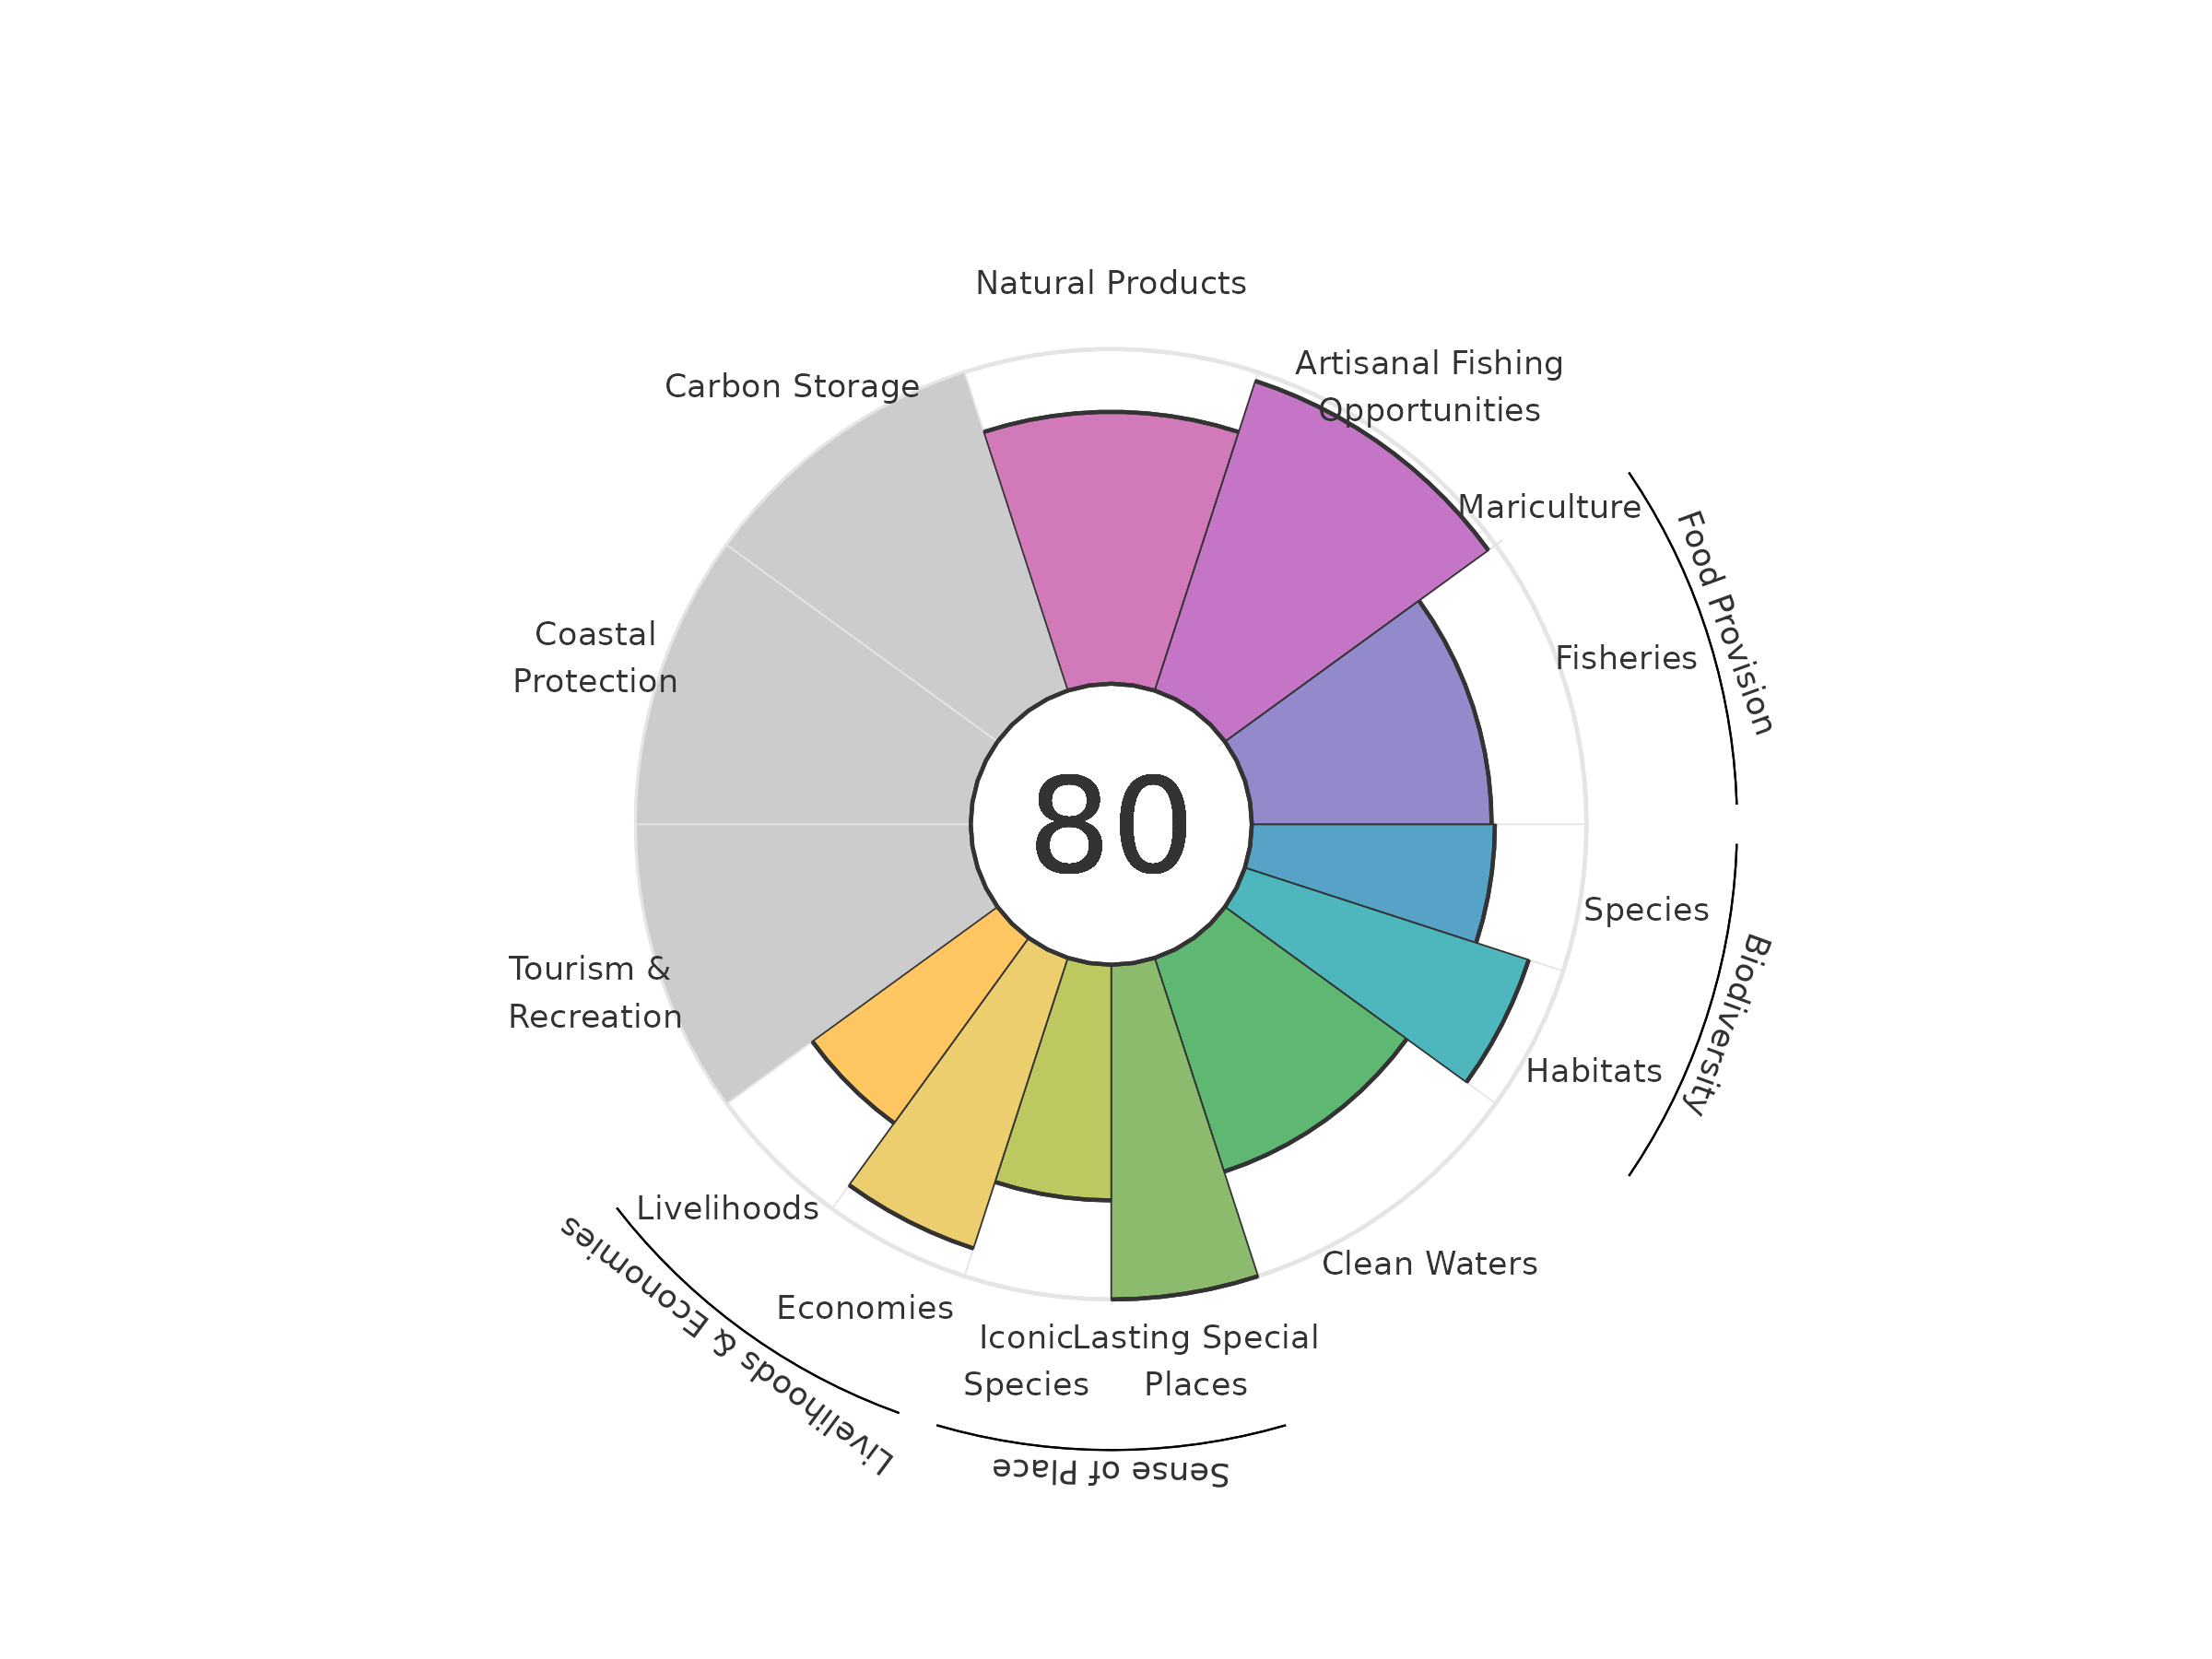 Natural Products
Artisanal Fishing
Opportunities
Carbon Storage
Mariculture
Food Provision
Fisheries
Coastal
Protection
80
Species
Biodiversity
Tourism &
Recreation
Habitats
Livelihoods
Clean Waters
Livelihoods & Economies
Economies
Iconic
Species
Lasting Special
Places
Sense of Place